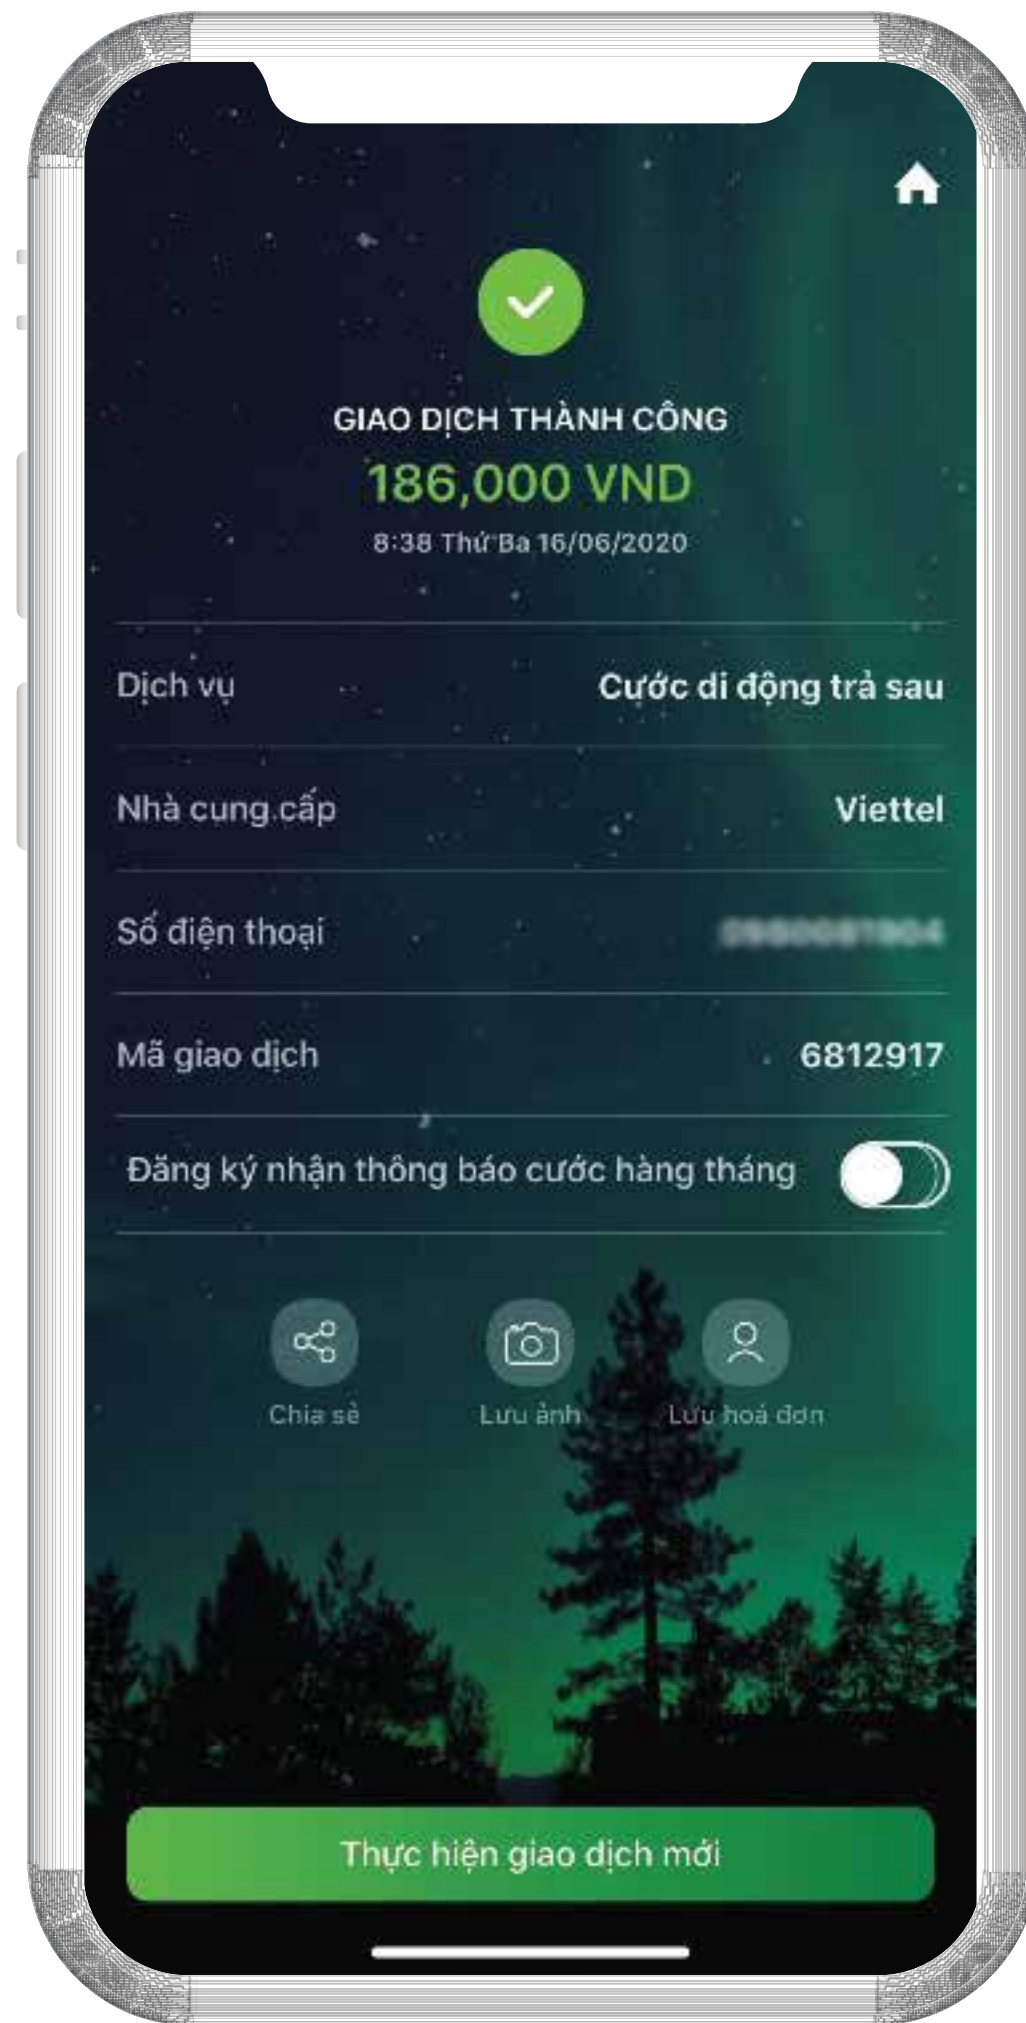 GIAO DỊCH THÀNH CÔNG
186,000 VND
8:38 Thứ Ba 16/06/2020
Dịch vụ Cước di động trả sau
Nhà cung cấp Viettel
Số điện thoại
Mã giao dịch 6812917
Đăng ký nhận thông báo cước hàng tháng
Chia sẻ Lưu ảnh Lưu hoá đơn
Thực hiện giao dịch mới